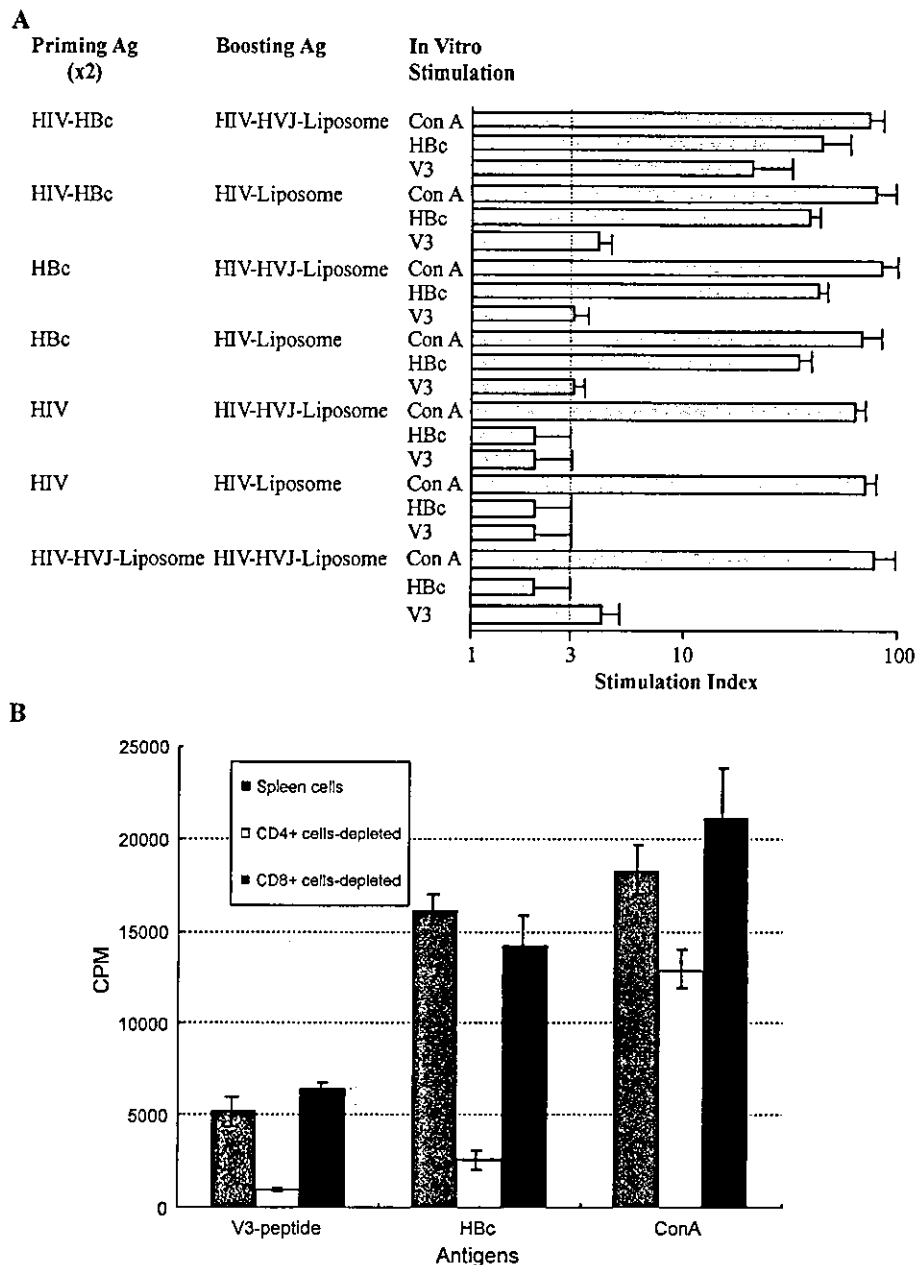 A
Priming Ag Boosting Ag In Vitro
(x2) Stimulation
HIV-HBc HIV-HVJ-Liposome Con A
HBc
V3
HIV-HBc HIV-Liposome Con A
HBc
V3
HBc HIV-HVJ-Liposome Con A
HBc
V3
HBc HIV-Liposome Con A
HBc
V3
HIV HIV-HVJ-Liposome Con A
HBc
V3
HIV HIV-Liposome Con A
HBc
V3
HIV-HVJ-Liposome HIV-HVJ-Liposome Con A
HBc
V3
1 3 10 100
Stimulation Index
B
25000
20000
15000
10000
5000
0
CPM
Spleen cells
CD4+ cells-depleted
CD8+ cells-depleted
V3-peptide HBc ConA
Antigens